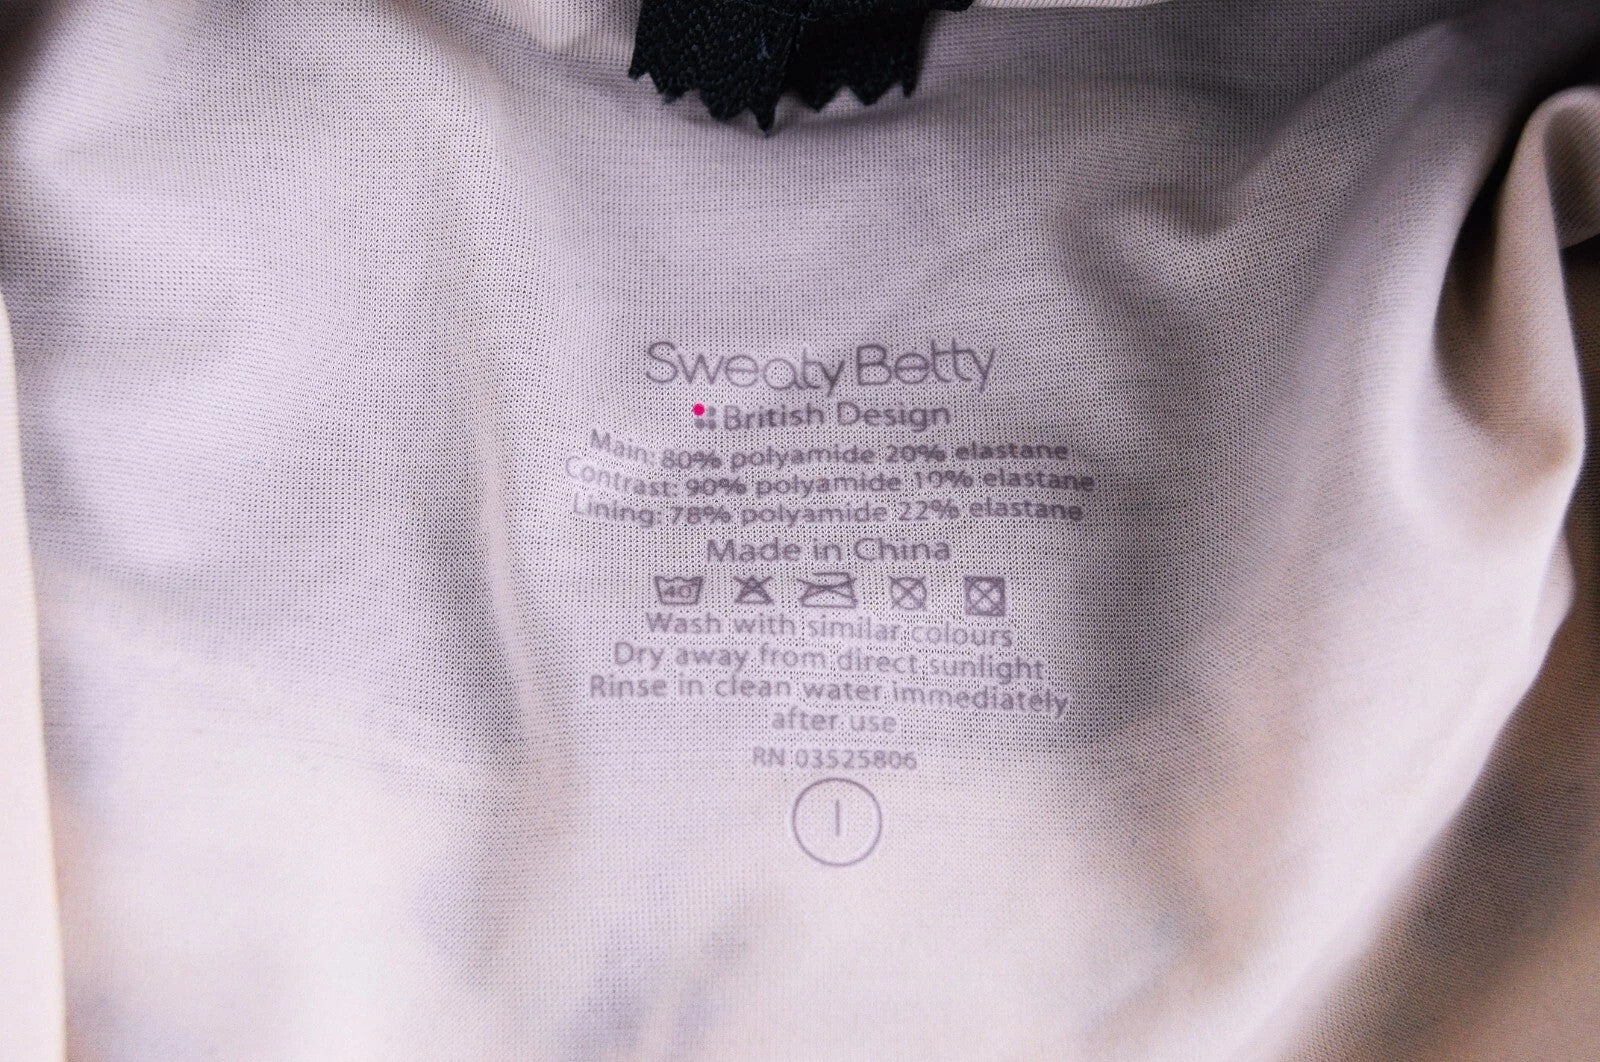 Sweaty Betty
British Design
Main: 80% polyamide 20% elastane
Contrast: 90% polyamide 10% elastane
Lining: 78% polyamide 22% elastane
Made in China
40
Wash with similar colours
Dry away from direct sunlight
Rinse in clean water immediately
after use
RN 03525806
I